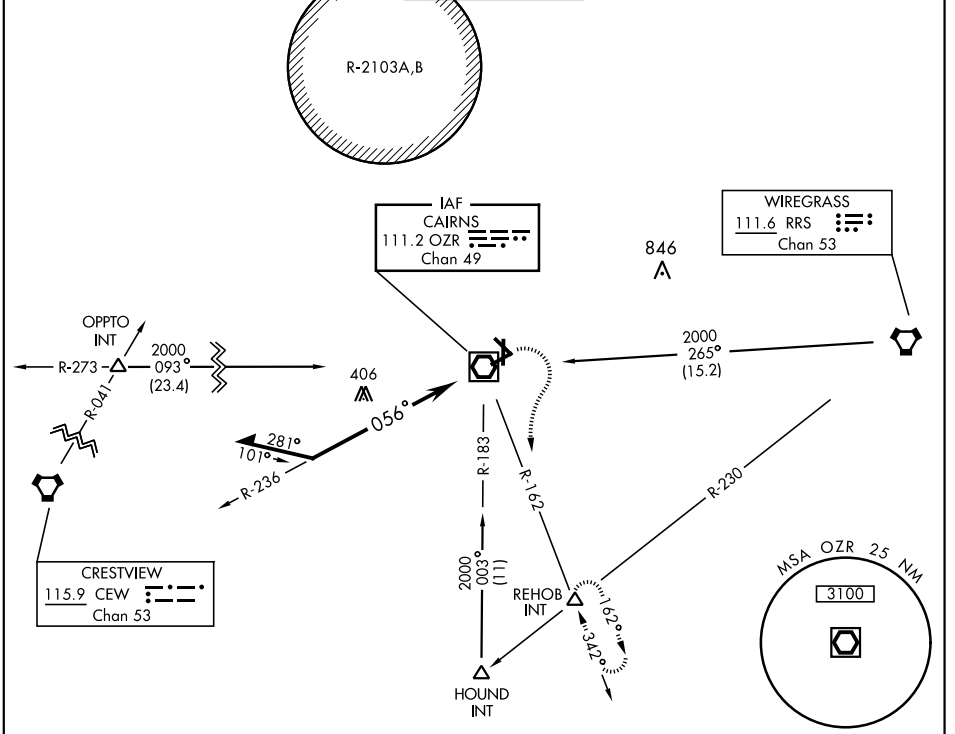 R-2103A,B
IAF
CAIRNS
111.2 OZR
Chan 49
WIREGRASS
111.6 RRS
Chan 53
846
OPPTO
INT
R-273
2000
093°
(23.4)
R-041
406
056°
2000
265°
(15.2)
281°
101°
R-236
R-183
R-162
R-230
CRESTVIEW
115.9 CEW
Chan 53
2000
003°
(11)
REHOB
INT
162°
342°
HOUND
INT
MSA OZR 25 NM
3100